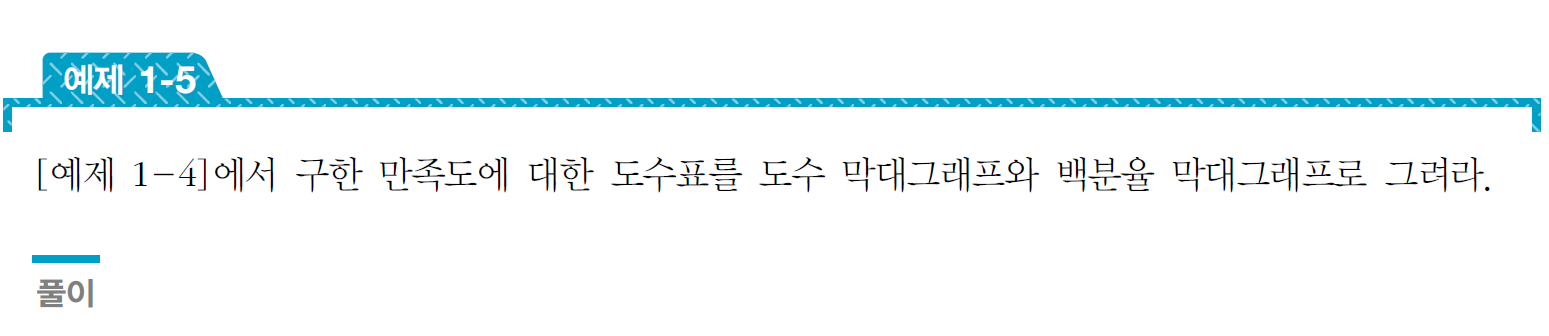 예제 1-5
[예제 1-4]에서 구한 만족도에 대한 도수표를 도수 막대그래프와 백분율 막대그래프로 그려라.
풀이